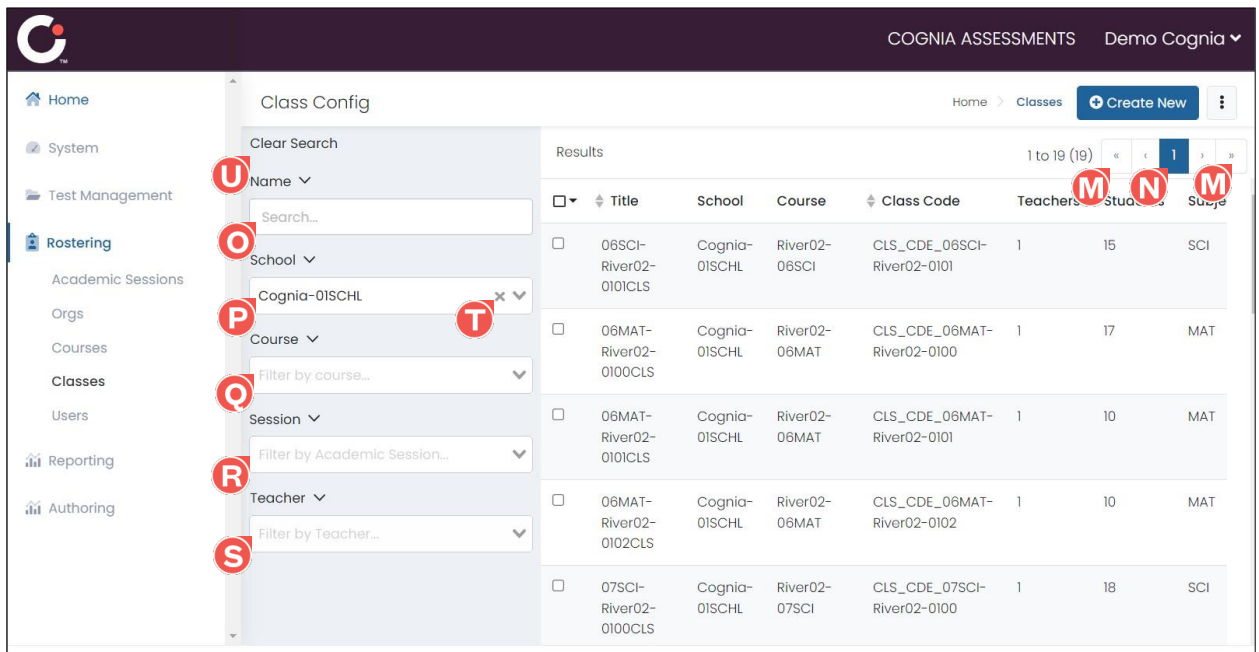 TM
COGNIA ASSESSMENTS Demo Cognia
Home
System
Test Management
Rostering
Academic Sessions
Orgs
Courses
Classes
Users
Reporting
Authoring
Class Config
Home > Classes
Create New
Clear Search
U
Name
Search...
O
School
Cognia-01SCHL
P
T
Course
Filter by course...
Q
Session
Filter by Academic Session...
R
Teacher
Filter by Teacher...
S
Results
1 to 19 (19) « ‹ 1 › »
M N M
Title School Course Class Code Teachers Students Subje
06SCI-River02-0101CLS Cognia-01SCHL River02-06SCI CLS_CDE_06SCI-River02-0101 1 15 SCI
06MAT-River02-0100CLS Cognia-01SCHL River02-06MAT CLS_CDE_06MAT-River02-0100 1 17 MAT
06MAT-River02-0101CLS Cognia-01SCHL River02-06MAT CLS_CDE_06MAT-River02-0101 1 10 MAT
06MAT-River02-0102CLS Cognia-01SCHL River02-06MAT CLS_CDE_06MAT-River02-0102 1 10 MAT
07SCI-River02-0100CLS Cognia-01SCHL River02-07SCI CLS_CDE_07SCI-River02-0100 1 18 SCI